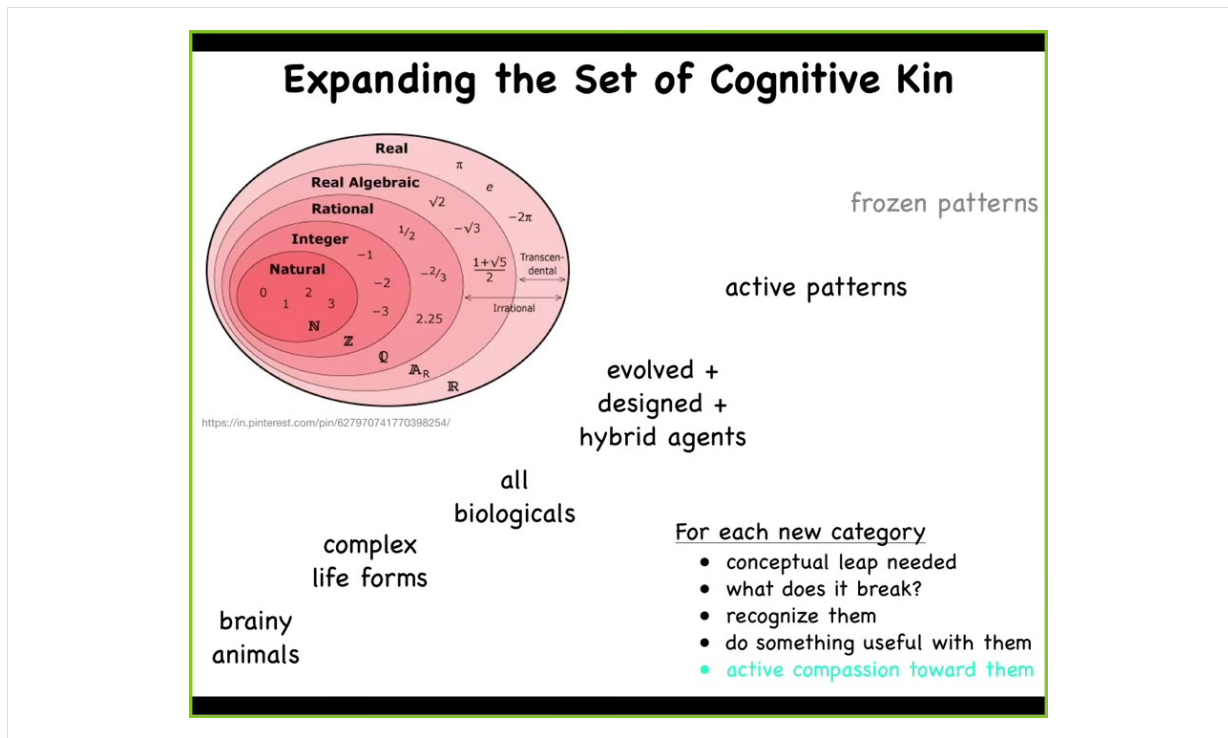 Expanding the Set of Cognitive Kin
Real
π
e
Real Algebraic
√2
-2π
Rational
-√3
1/2
Integer
-1
1+√5
2
Transcen-
dental
Natural
-2/3
0
2
-2
1
3
Irrational
-3
2.25
ℕ
ℤ
ℚ
𝔸R
ℝ
https://in.pinterest.com/pin/627970741770398254/
frozen patterns
active patterns
evolved +
designed +
hybrid agents
all
biologicals
complex
life forms
brainy
animals
For each new category
• conceptual leap needed
• what does it break?
• recognize them
• do something useful with them
• active compassion toward them